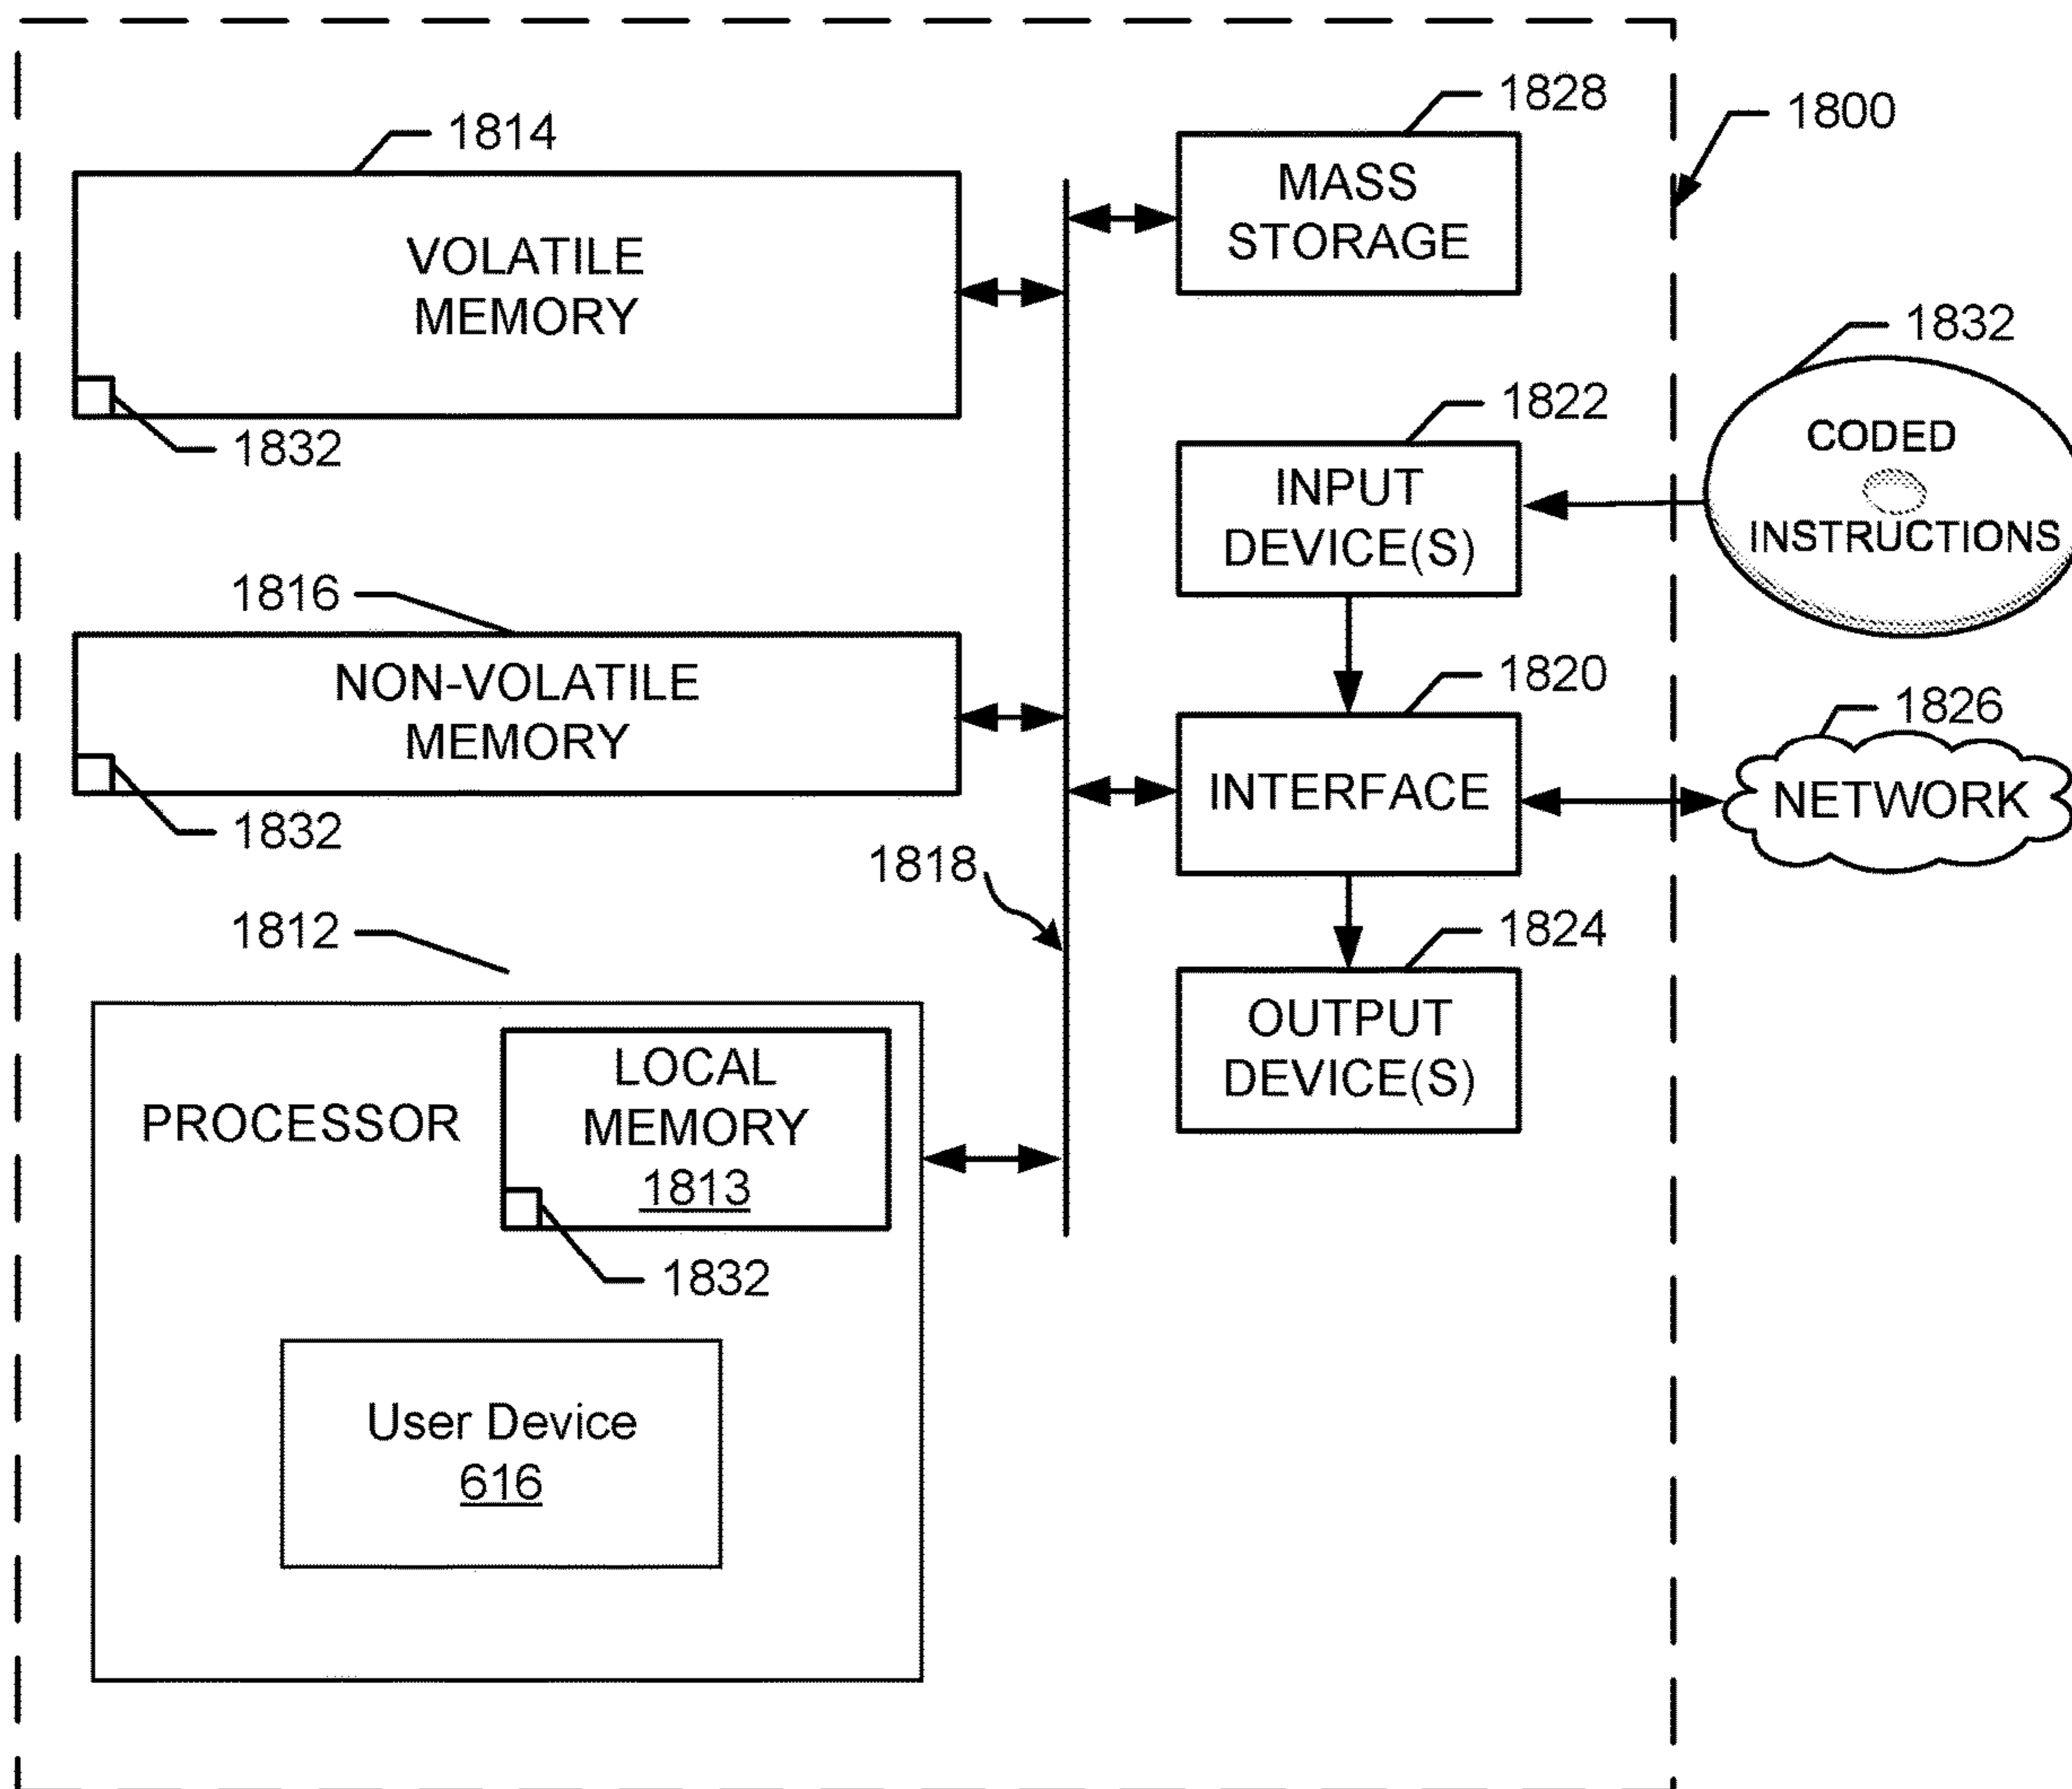 1814
VOLATILE
MEMORY
1832
1816
NON-VOLATILE
MEMORY
1832
1818
1812
PROCESSOR
LOCAL
MEMORY
1813
1832
User Device
616
1828
MASS
STORAGE
1800
1822
INPUT
DEVICE(S)
1832
CODED
INSTRUCTIONS
1820
INTERFACE
1826
NETWORK
1824
OUTPUT
DEVICE(S)